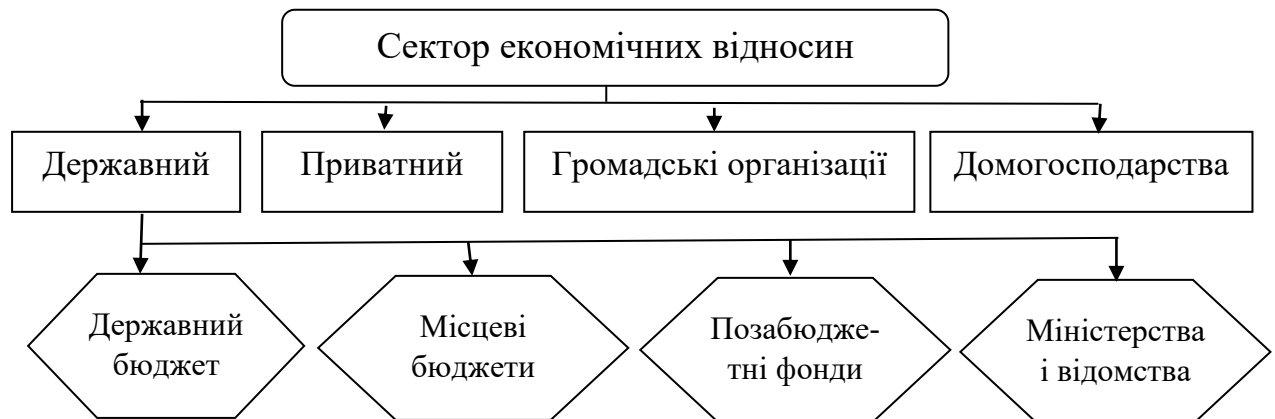 Сектор економічних відносин
Державний
Приватний
Громадські організації
Домогосподарства
Державний
бюджет
Місцеві
бюджети
Позабюдже-
тні фонди
Міністерства
і відомства